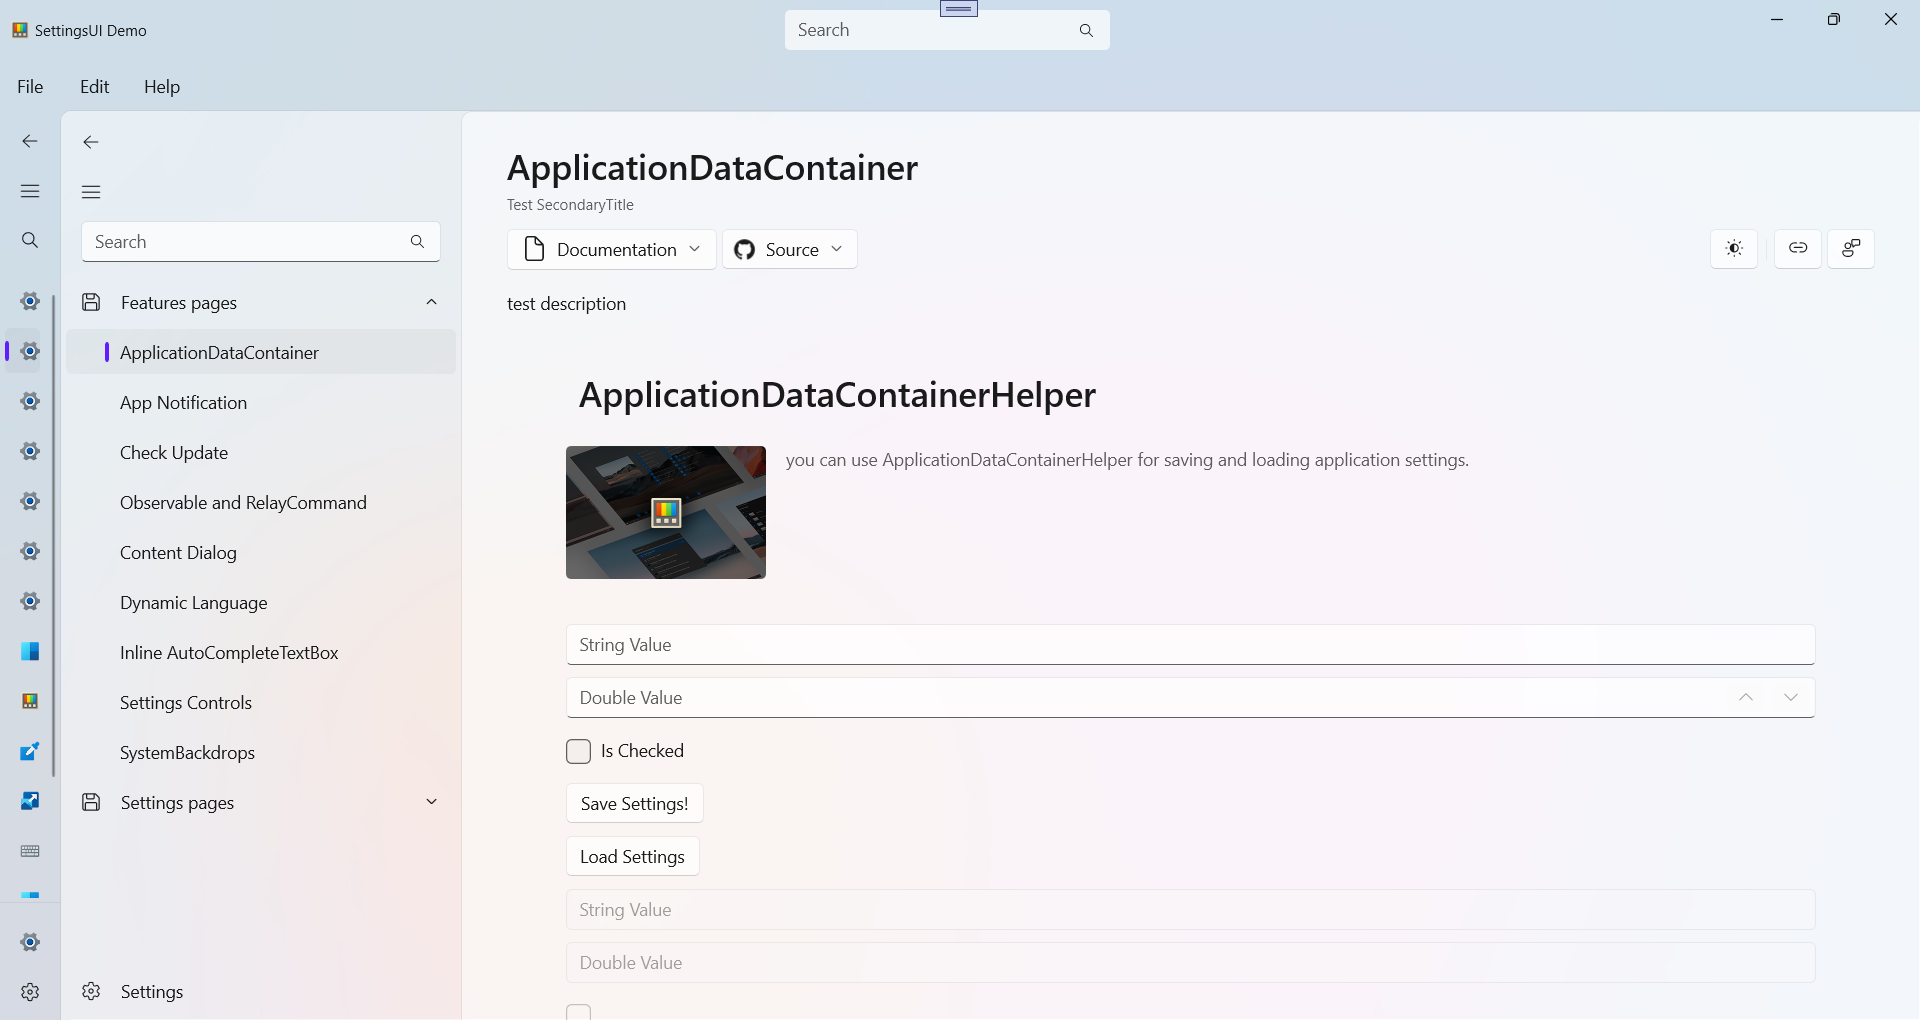 SettingsUI Demo
Search
File Edit Help
Search
Features pages
ApplicationDataContainer
App Notification
Check Update
Observable and RelayCommand
Content Dialog
Dynamic Language
Inline AutoCompleteTextBox
Settings Controls
SystemBackdrops
Settings pages
Settings
ApplicationDataContainer
Test SecondaryTitle
Documentation Source
test description
ApplicationDataContainerHelper
you can use ApplicationDataContainerHelper for saving and loading application settings.
String Value
Double Value
Is Checked
Save Settings!
Load Settings
String Value
Double Value